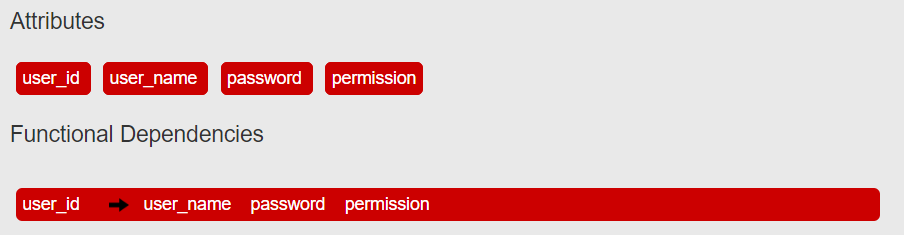 Attributes
user_id user_name password permission
Functional Dependencies
user_id → user_name password permission